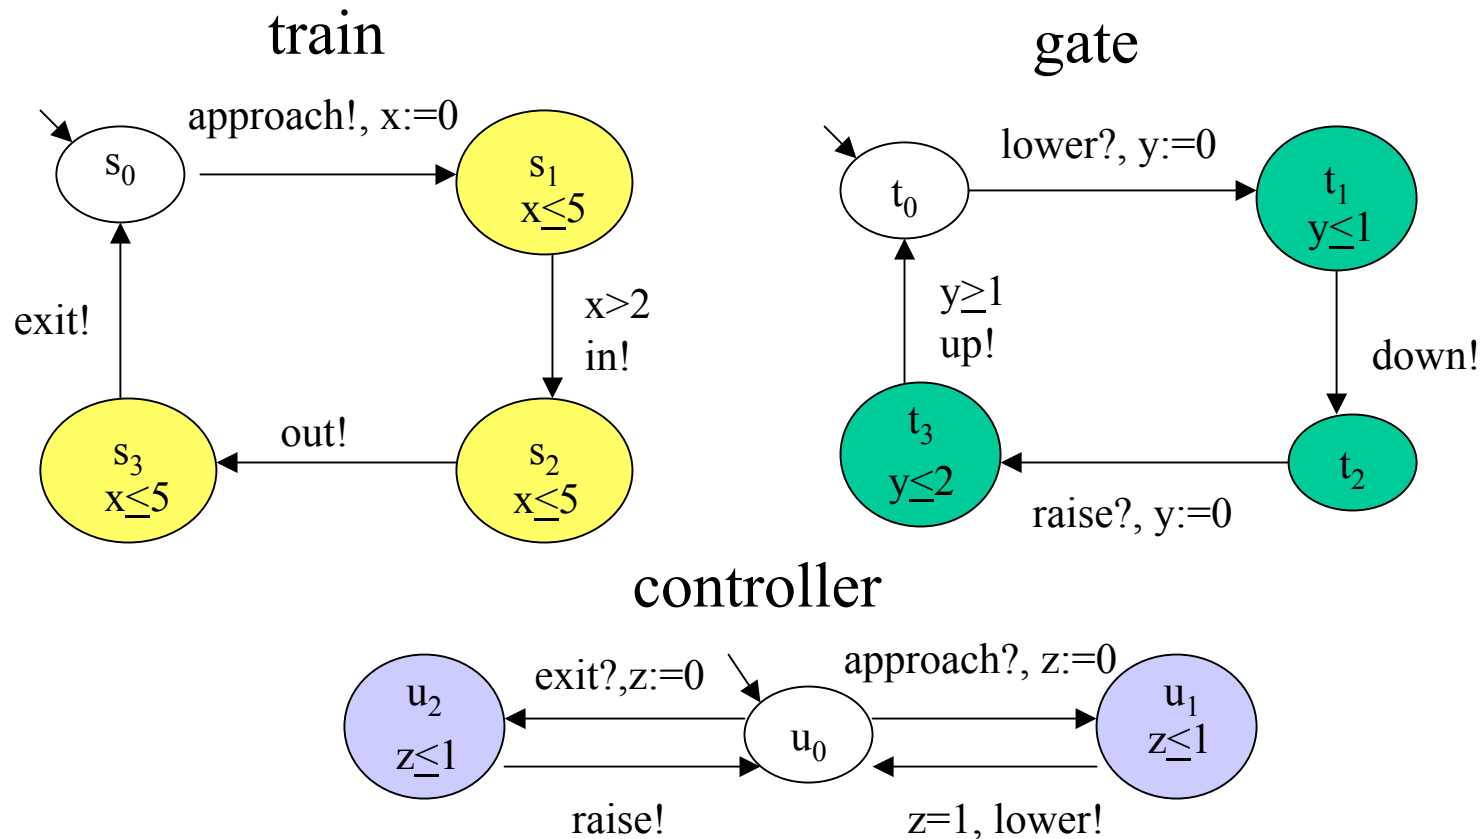 train
gate
approach!, x:=0
s₀
s₁
x≤5
lower?, y:=0
t₀
t₁
y≤1
exit!
x>2
in!
y≥1
up!
down!
out!
s₃
x≤5
s₂
x≤5
t₃
y≤2
t₂
raise?, y:=0
controller
exit?,z:=0
approach?, z:=0
u₂
z≤1
u₀
u₁
z≤1
raise!
z=1, lower!